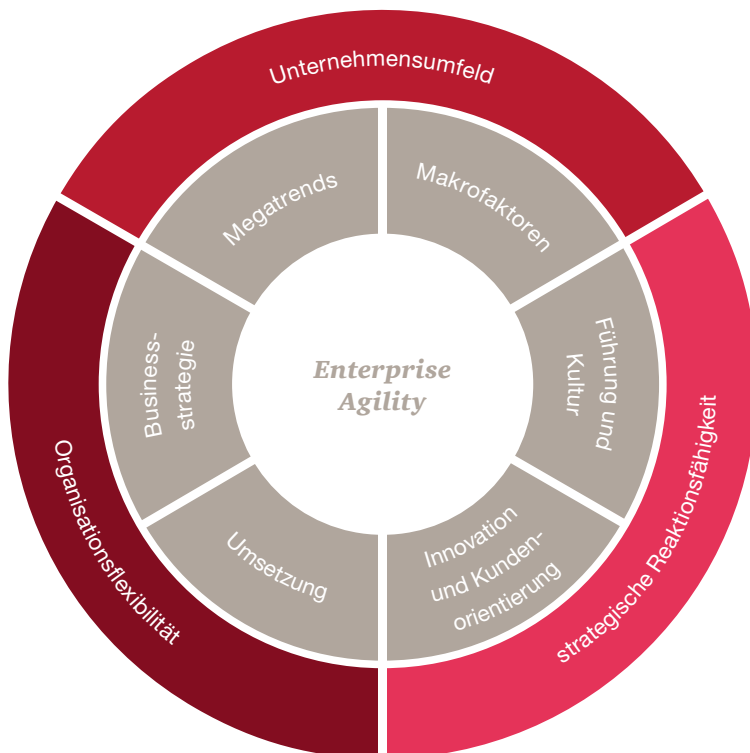 Unternehmensumfeld
Megatrends
Makrofaktoren
Führung und
Kultur
Business-
strategie
Enterprise
Agility
Organisationsflexibilität
strategische Reaktionsfähigkeit
Umsetzung
Innovation
und Kunden-
orientierung